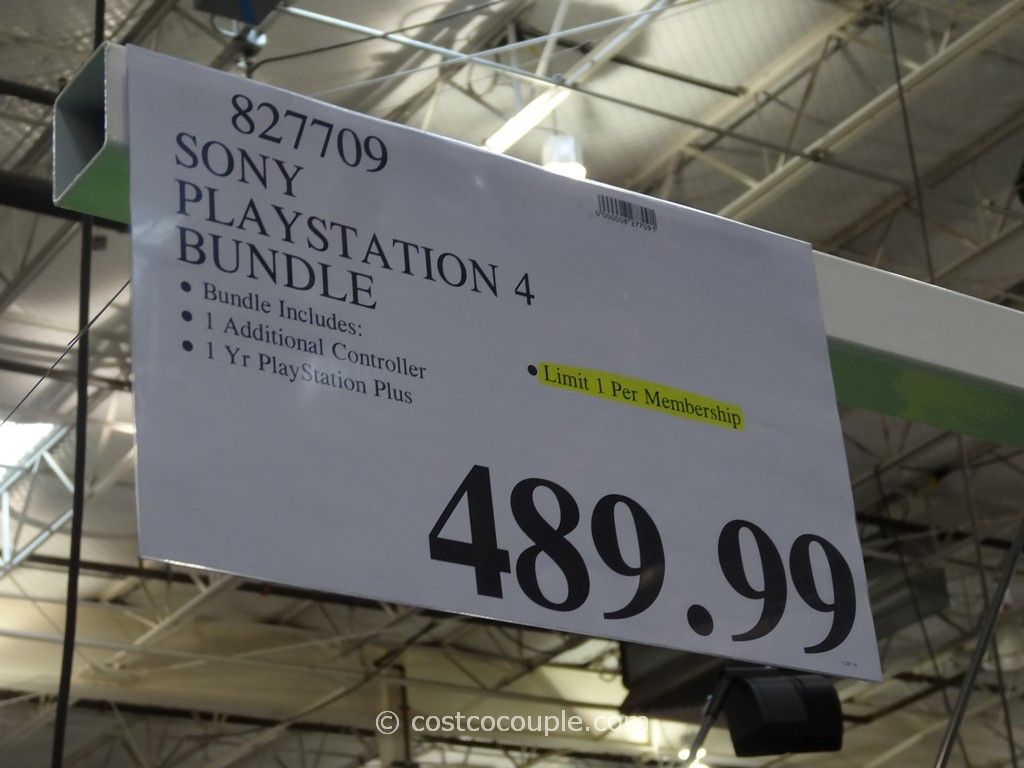 827709
SONY
PLAYSTATION 4
BUNDLE
• Bundle Includes:
• 1 Additional Controller
• 1 Yr PlayStation Plus
• Limit 1 Per Membership
489.99
© costcocouple.com